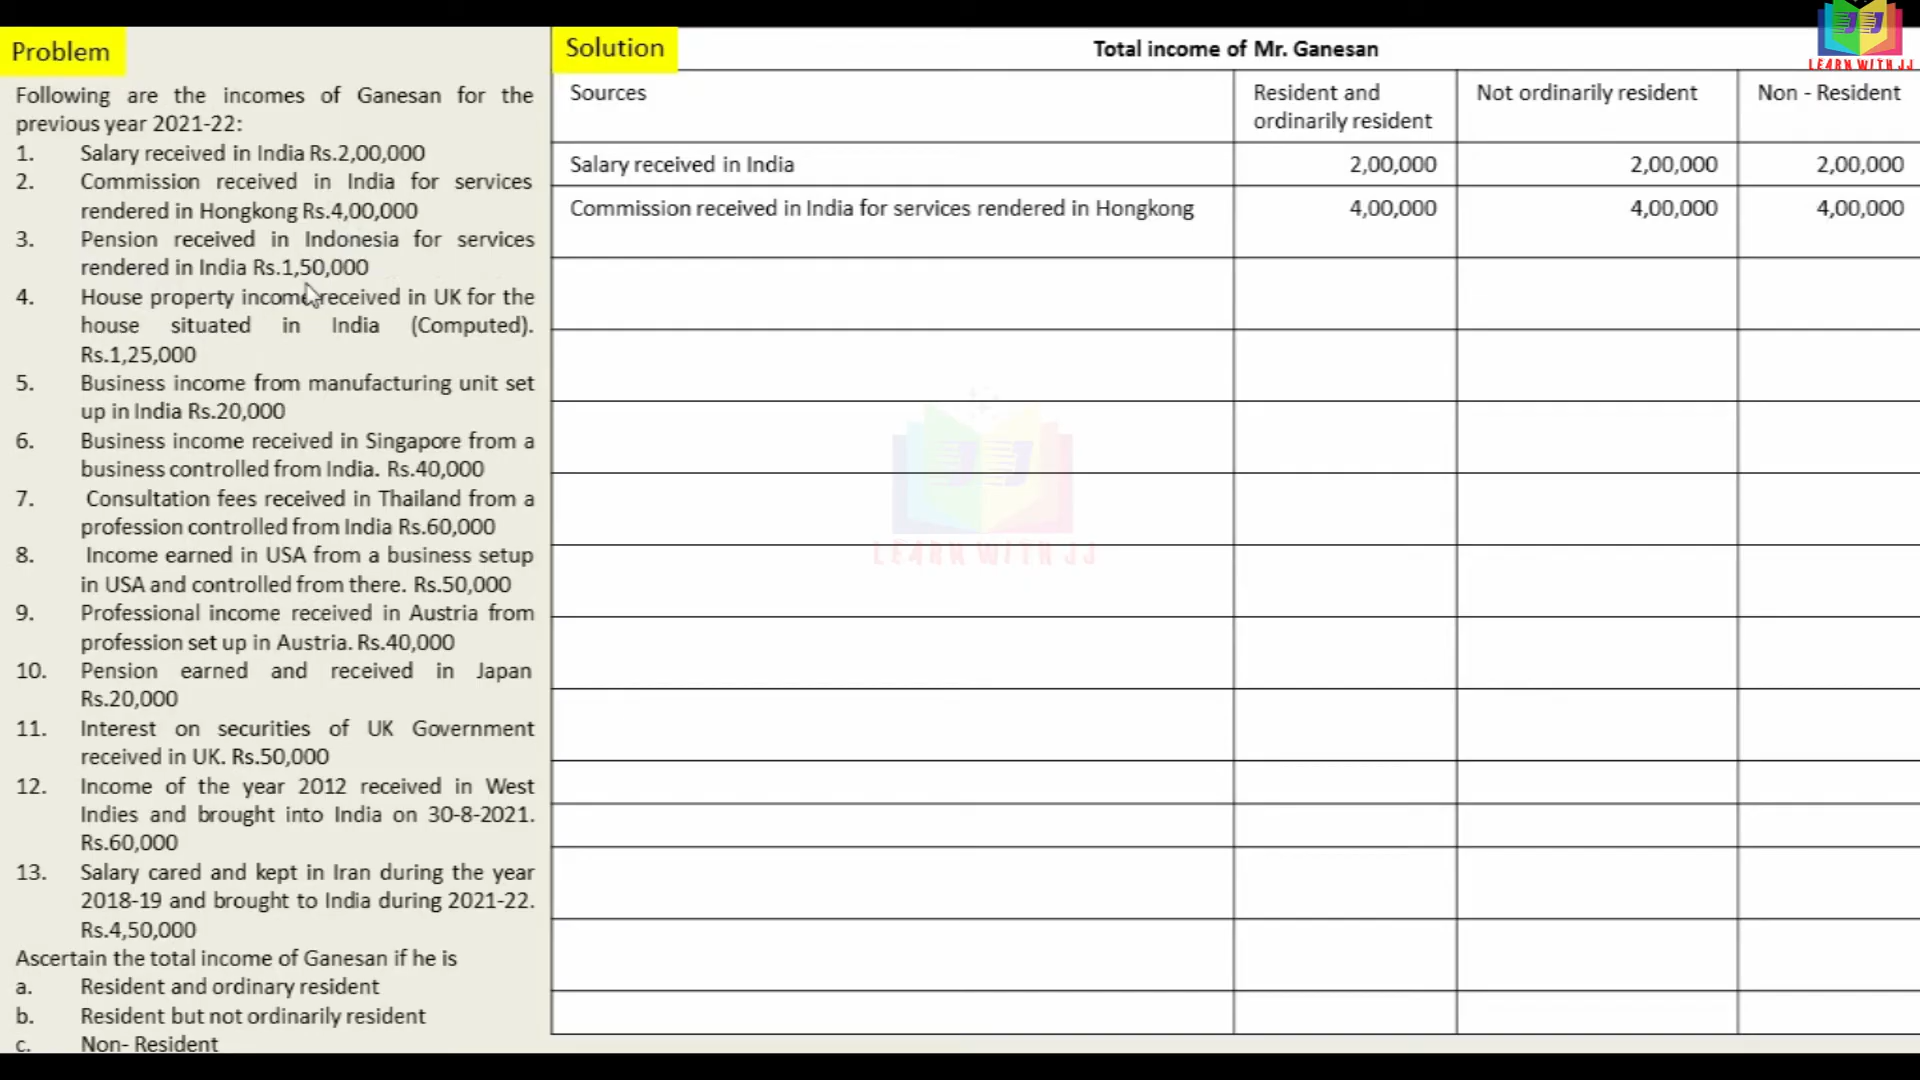 Problem
Following are the incomes of Ganesan for the
previous year 2021-22:
1. Salary received in India Rs.2,00,000
2. Commission received in India for services
rendered in Hongkong Rs.4,00,000
3. Pension received in Indonesia for services
rendered in India Rs.1,50,000
4. House property income received in UK for the
house situated in India (Computed).
Rs.1,25,000
5. Business income from manufacturing unit set
up in India Rs.20,000
6. Business income received in Singapore from a
business controlled from India. Rs.40,000
7. Consultation fees received in Thailand from a
profession controlled from India Rs.60,000
8. Income earned in USA from a business setup
in USA and controlled from there. Rs.50,000
9. Professional income received in Austria from
profession set up in Austria. Rs.40,000
10. Pension earned and received in Japan
Rs.20,000
11. Interest on securities of UK Government
received in UK. Rs.50,000
12. Income of the year 2012 received in West
Indies and brought into India on 30-8-2021.
Rs.60,000
13. Salary cared and kept in Iran during the year
2018-19 and brought to India during 2021-22.
Rs.4,50,000
Ascertain the total income of Ganesan if he is
a. Resident and ordinary resident
b. Resident but not ordinarily resident
c. Non- Resident
Solution
Total income of Mr. Ganesan
JJ
LEARN WITH JJ
Sources
Resident and
ordinarily resident
Not ordinarily resident
Non - Resident
Salary received in India 2,00,000 2,00,000 2,00,000
Commission received in India for services rendered in Hongkong 4,00,000 4,00,000 4,00,000
JJ
LEARN WITH JJ